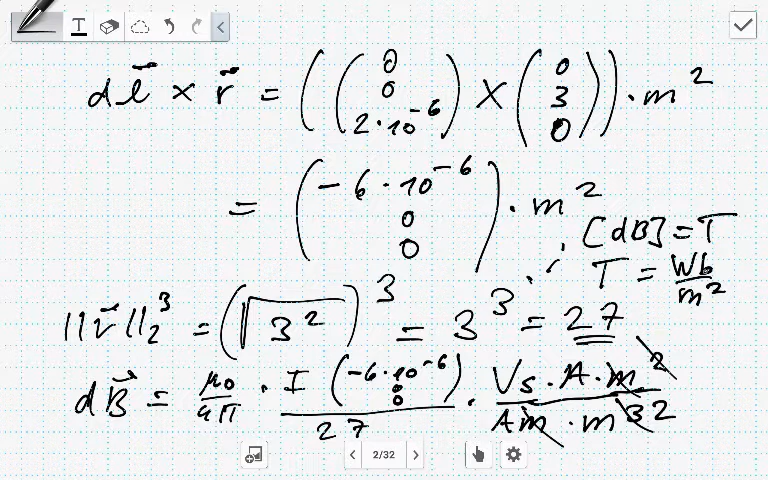 T
dl⃗ × r⃗ = ((0 0 2·10⁻⁶) × (0 3 0)) · m²
= (-6·10⁻⁶ 0 0) · m²
[dB] = T
T = Wb/m²
||r⃗||₂³ = (√3²)³ = 3³ = 27
dB⃗ = μ₀/4π · I (-6·10⁻⁶ 0 0)/27 · Vs·A·m²/Am·m³ 2
2/32